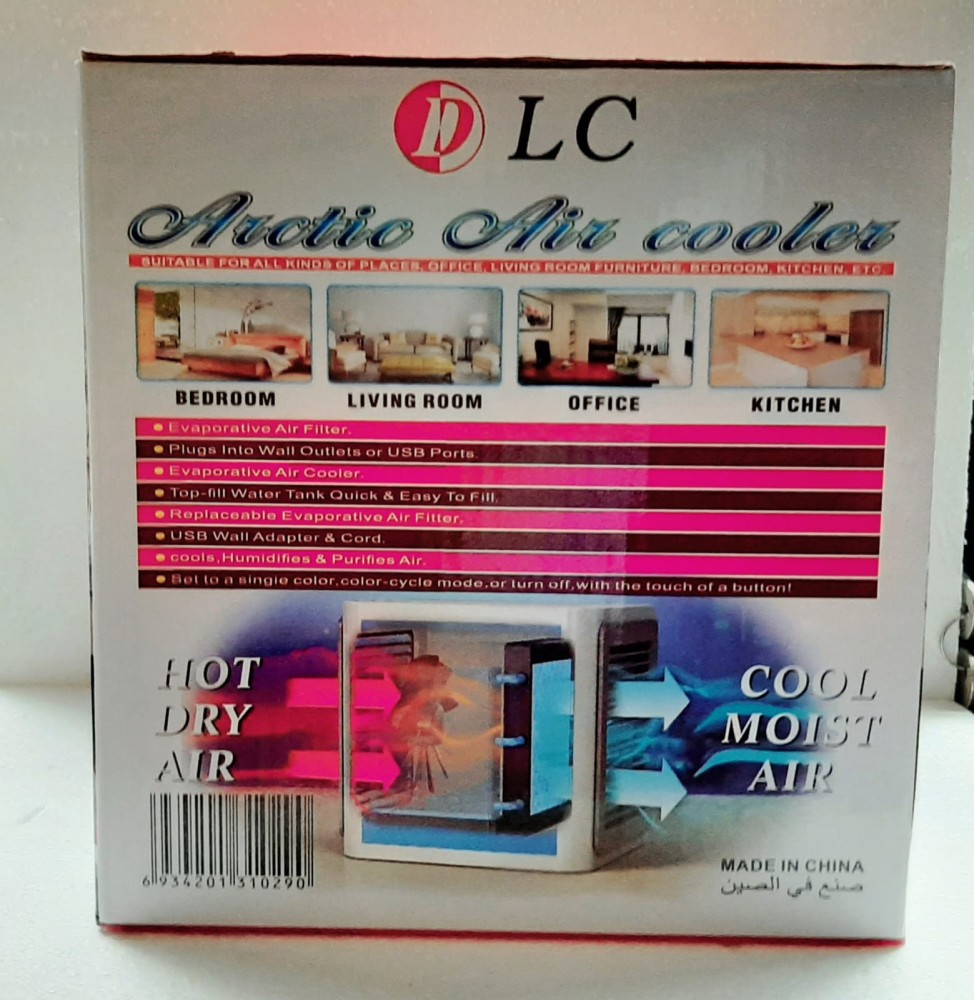 D LC
Arctic Air cooler
SUITABLE FOR ALL KINDS OF PLACES, OFFICE, LIVING ROOM FURNITURE, BEDROOM, KITCHEN, ETC.
BEDROOM LIVING ROOM OFFICE KITCHEN
• Evaporative Air Filter.
• Plugs Into Wall Outlets or USB Ports.
• Evaporative Air Cooler.
• Top-fill Water Tank Quick & Easy To Fill.
• Replaceable Evaporative Air Fitter.
• USB Wall Adapter & Cord.
• cools,Humidifies & Purifies Air.
• Set to a single color,color-cycle mode,or turn off,with the touch of a button!
HOT
DRY
AIR
COOL
MOIST
AIR
6 934201 310290
MADE IN CHINA
صنع في الصين